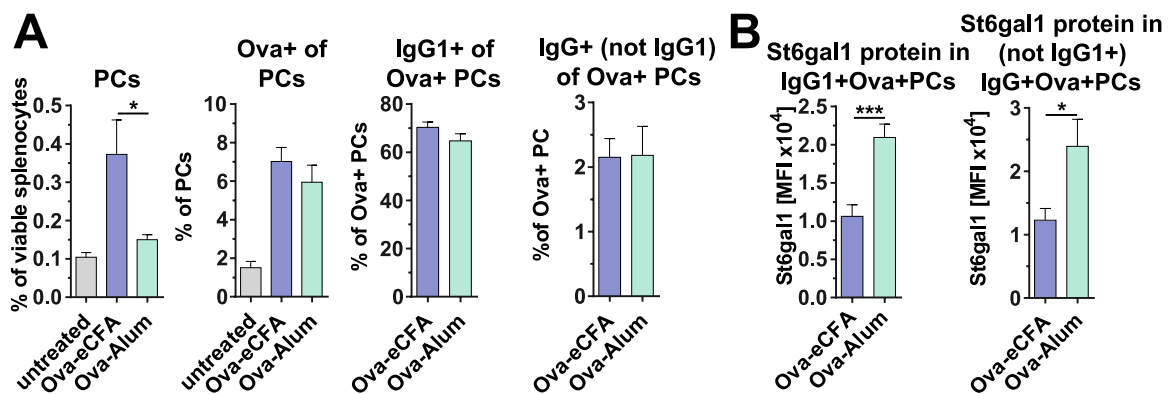 A
PCs
% of viable splenocytes
0.5
0.4
0.3
0.2
0.1
0.0
*
untreated
Ova-eCFA
Ova-Alum
Ova+ of
PCs
% of PCs
10
8
6
4
2
0
untreated
Ova-eCFA
Ova-Alum
IgG1+ of
Ova+ PCs
% of Ova+ PCs
80
60
40
20
0
Ova-eCFA
Ova-Alum
IgG+ (not IgG1)
of Ova+ PCs
%of Ova+ PC
3
2
1
0
Ova-eCFA
Ova-Alum
B
St6gal1 protein in
IgG1+Ova+PCs
St6gal1 [MFI x10⁴]
2.5
2.0
1.5
1.0
0.5
0.0
***
Ova-eCFA
Ova-Alum
St6gal1 protein in
(not IgG1+)
IgG+Ova+PCs
St6gal1 [MFI x10⁴]
3
2
1
0
*
Ova-eCFA
Ova-Alum